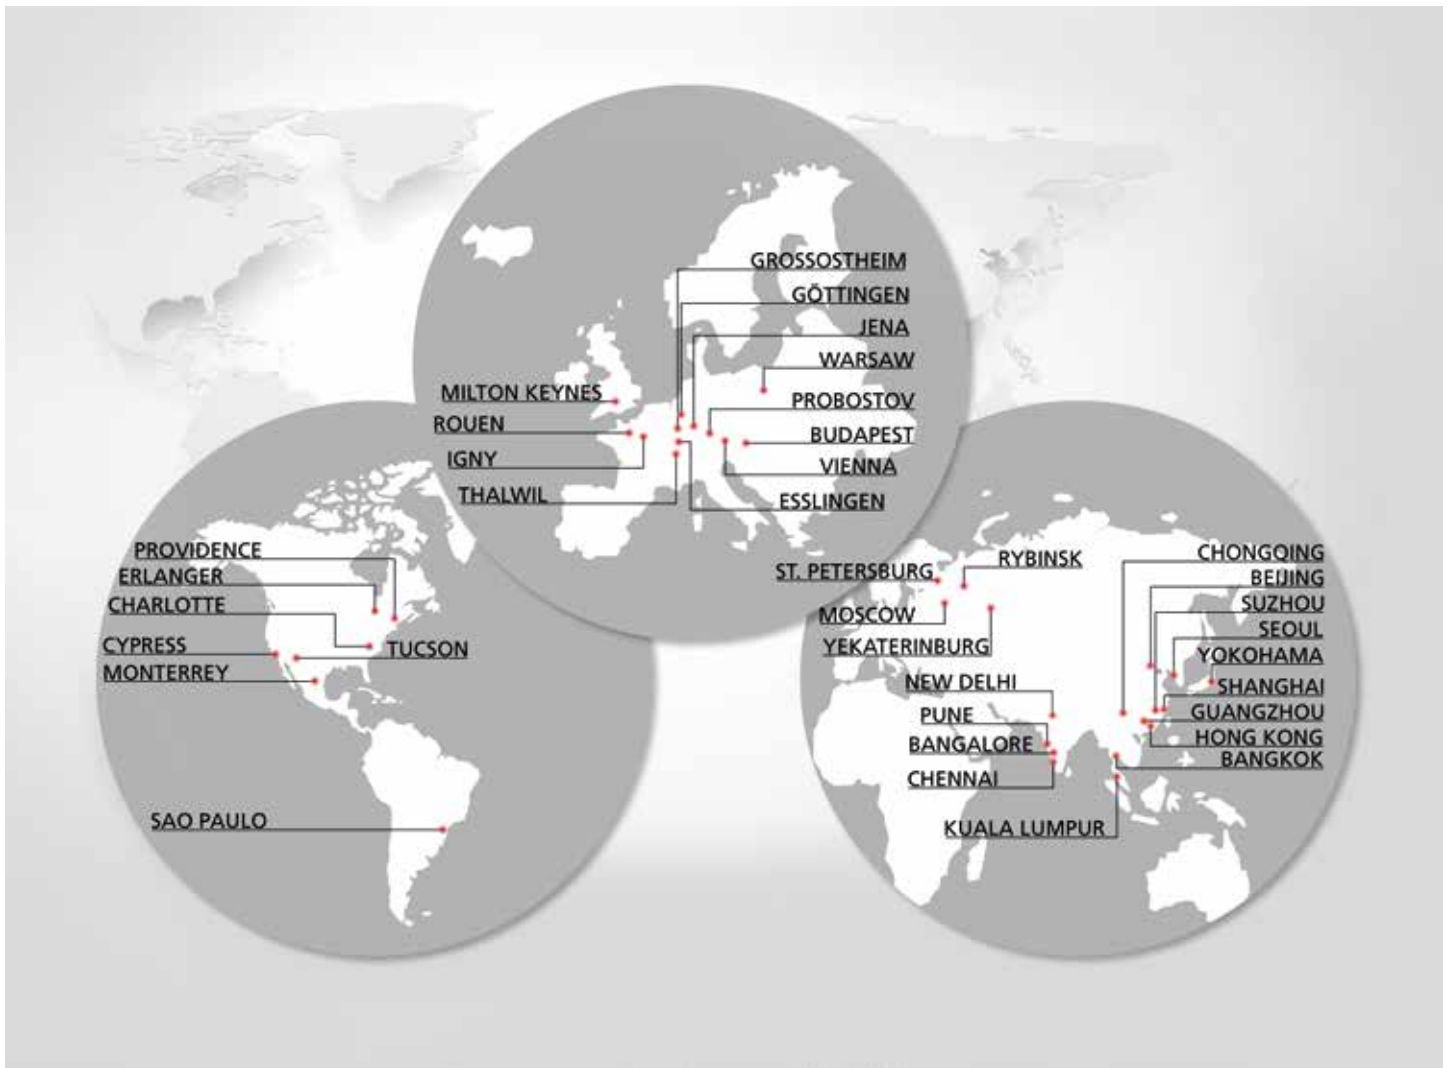 GROSSOSTHEIM
GÖTTINGEN
JENA
WARSAW
MILTON KEYNES
PROBOSTOV
ROUEN
BUDAPEST
IGNY
VIENNA
THALWIL
ESSLINGEN
PROVIDENCE
ERLANGER
CHARLOTTE
CYPRESS
TUCSON
MONTERREY
SAO PAULO
ST. PETERSBURG
RYBINSK
MOSCOW
YEKATERINBURG
NEW DELHI
PUNE
BANGALORE
CHENNAI
KUALA LUMPUR
CHONGQING
BEIJING
SUZHOU
SEOUL
YOKOHAMA
SHANGHAI
GUANGZHOU
HONG KONG
BANGKOK